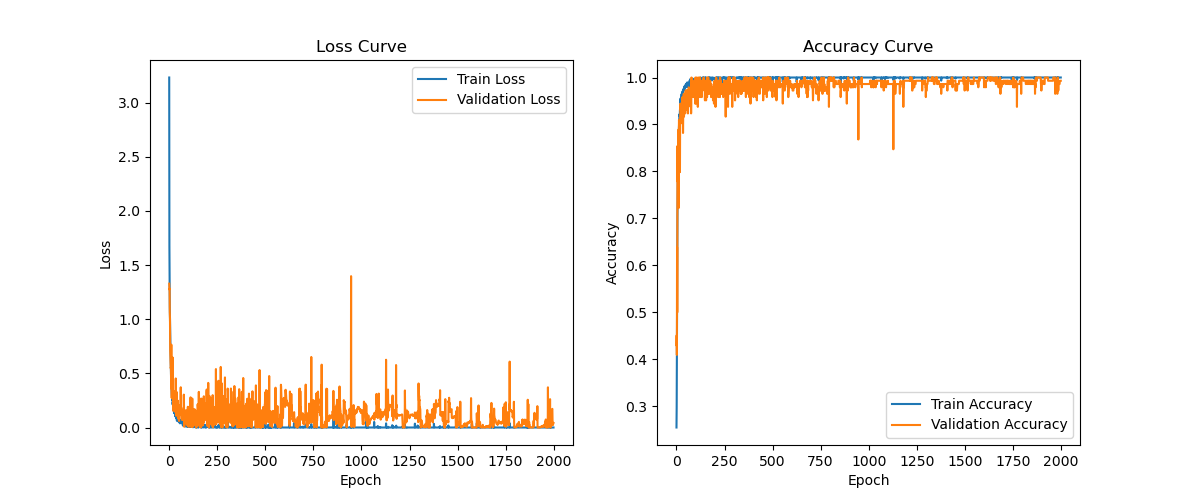 Loss Curve
Train Loss
Validation Loss
3.0
2.5
2.0
1.5
1.0
0.5
0.0
Loss
0 250 500 750 1000 1250 1500 1750 2000
Epoch
Accuracy Curve
1.0
0.9
0.8
0.7
0.6
0.5
0.4
0.3
Accuracy
Train Accuracy
Validation Accuracy
0 250 500 750 1000 1250 1500 1750 2000
Epoch